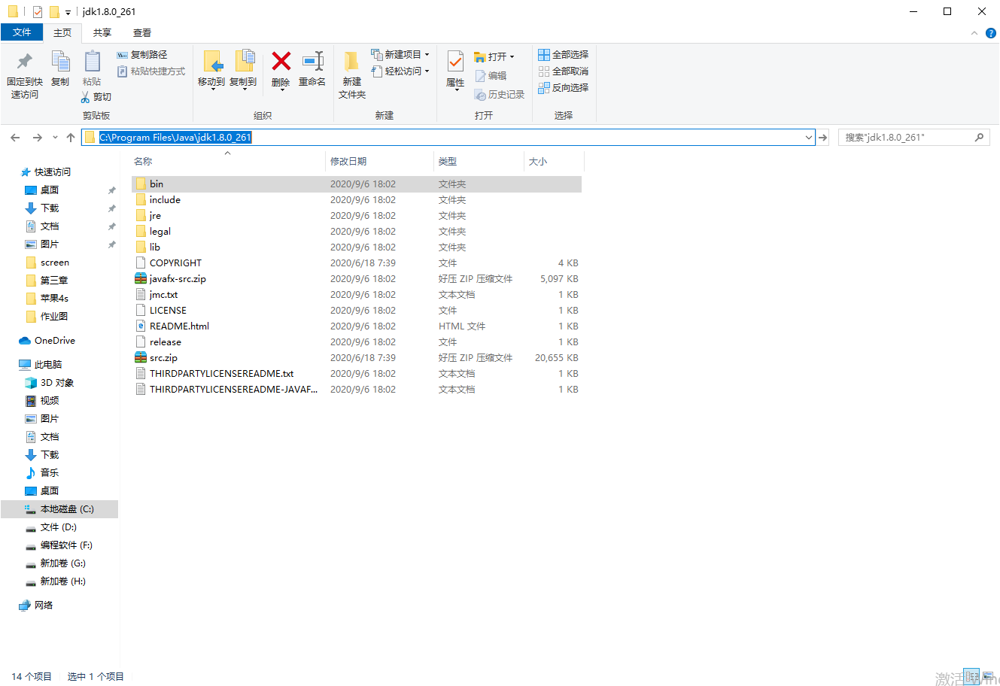 jdk1.8.0_261
文件 主页 共享 查看
固定到快速访问
复制
粘贴
复制路径
粘贴快捷方式
剪切
剪贴板
移动到 复制到 删除 重命名
组织
新建文件夹
新建项目
轻松访问
新建
属性
打开
编辑
历史记录
打开
全部选择
全部取消
反向选择
选择
C:\Program Files\Java\jdk1.8.0_261
搜索"jdk1.8.0_261"
快速访问
桌面
下载
文档
图片
screen
第三章
苹果4s
作业图
OneDrive
此电脑
3D 对象
视频
图片
文档
下载
音乐
桌面
本地磁盘 (C:)
文件 (D:)
编程软件 (F:)
新加卷 (G:)
新加卷 (H:)
网络
名称 修改日期 类型 大小
bin 2020/9/6 18:02 文件夹
include 2020/9/6 18:02 文件夹
jre 2020/9/6 18:02 文件夹
legal 2020/9/6 18:02 文件夹
lib 2020/9/6 18:02 文件夹
COPYRIGHT 2020/6/18 7:39 文件 4 KB
javafx-src.zip 2020/9/6 18:02 好压 ZIP 压缩文件 5,097 KB
jmc.txt 2020/9/6 18:02 文本文档 1 KB
LICENSE 2020/9/6 18:02 文件 1 KB
README.html 2020/9/6 18:02 HTML 文件 1 KB
release 2020/9/6 18:02 文件 1 KB
src.zip 2020/6/18 7:39 好压 ZIP 压缩文件 20,655 KB
THIRDPARTYLICENSEREADME.txt 2020/9/6 18:02 文本文档 1 KB
THIRDPARTYLICENSEREADME-JAVAF... 2020/9/6 18:02 文本文档 1 KB
14 个项目 选中 1 个项目
激活